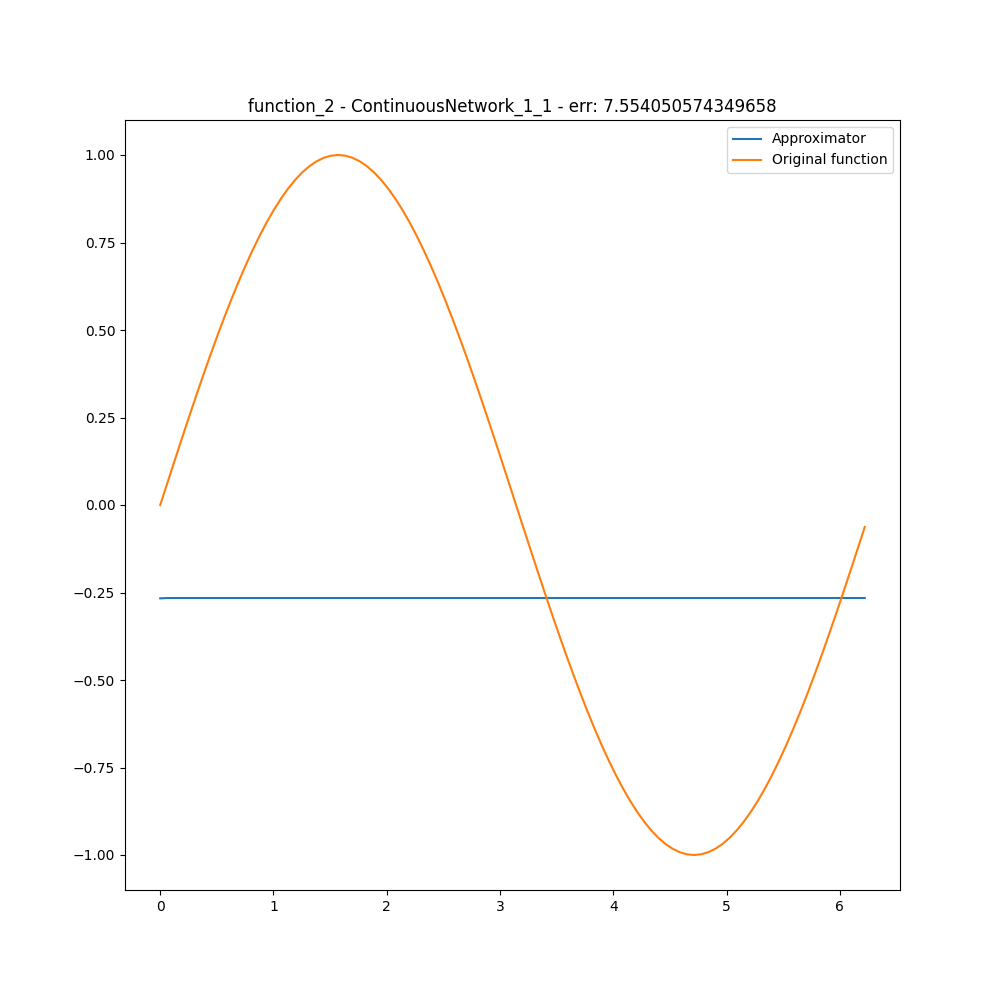 function_2 - ContinuousNetwork_1_1 - err: 7.554050574349658
Approximator
Original function
1.00
0.75
0.50
0.25
0.00
−0.25
−0.50
−0.75
−1.00
0 1 2 3 4 5 6